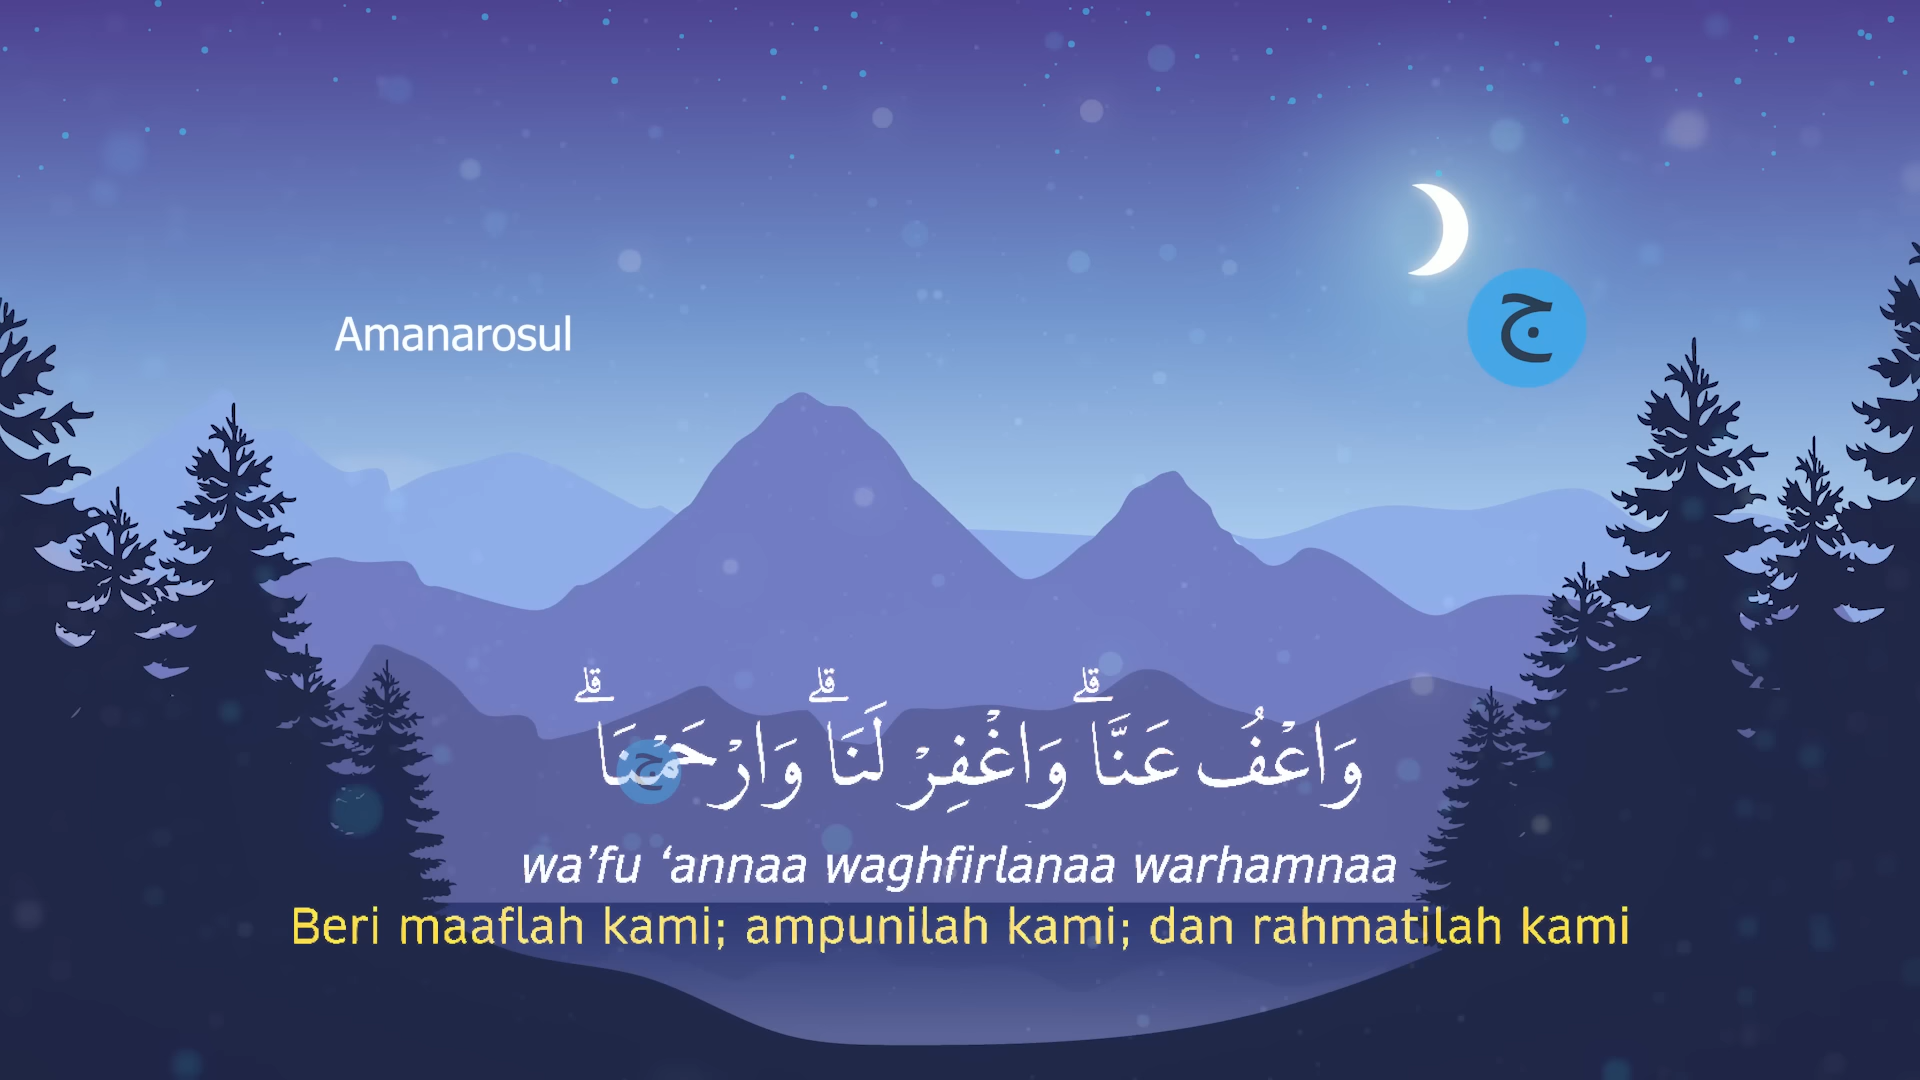 Amanarosul
ج
وَاعْفُ عَنَّاۗ وَاغْفِرْ لَنَاۗ وَارْحَمْنَاۗ
ج
wa’fu ‘annaa waghfirlanaa warhamnaa
Beri maaflah kami; ampunilah kami; dan rahmatilah kami